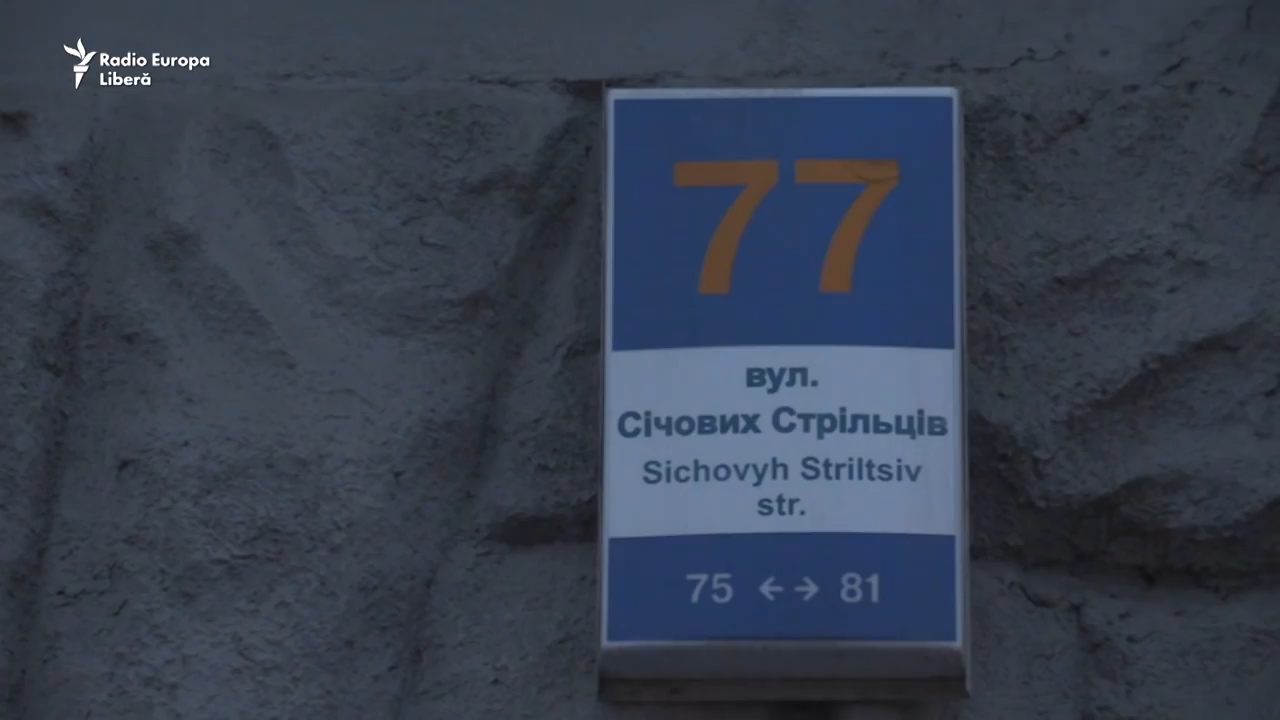 Radio Europa
Liberă
77
вул.
Січових Стрільців
Sichovyh Striltsiv
str.
75 ←→ 81